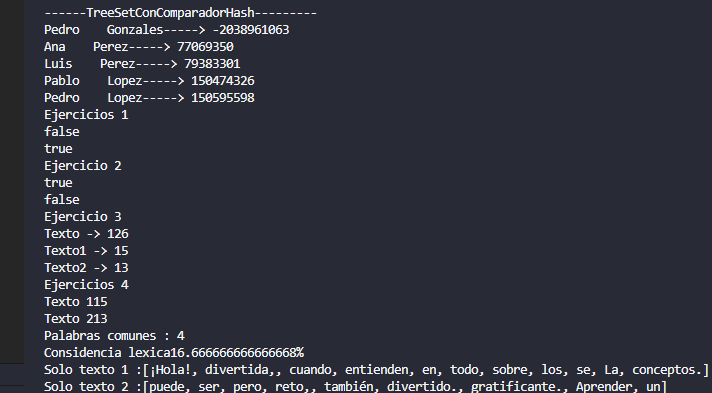 ------TreeSetConComparadorHash---------
Pedro    Gonzales-----> -2038961063
Ana    Perez-----> 77069350
Luis    Perez-----> 79383301
Pablo    Lopez-----> 150474326
Pedro    Lopez-----> 150595598
Ejercicios 1
false
true
Ejercicio 2
true
false
Ejercicio 3
Texto -> 126
Texto1 -> 15
Texto2 -> 13
Ejercicios 4
Texto 115
Texto 213
Palabras comunes : 4
Considencia lexica16.666666666666668%
Solo texto 1 :[¡Hola!, divertida,, cuando, entienden, en, todo, sobre, los, se, La, conceptos.]
Solo texto 2 :[puede, ser, pero, reto,, también, divertido., gratificante., Aprender, un]